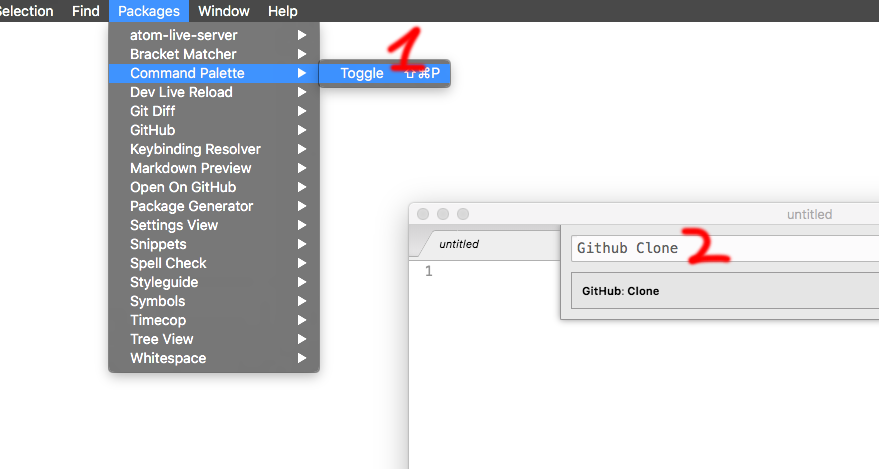 Selection Find Packages Window Help
atom-live-server
Bracket Matcher
Command Palette
Toggle ⇧⌘P
1
Dev Live Reload
Git Diff
GitHub
Keybinding Resolver
Markdown Preview
Open On GitHub
Package Generator
Settings View
Snippets
Spell Check
Styleguide
Symbols
Timecop
Tree View
Whitespace
untitled
untitled
1
Github Clone
2
GitHub: Clone